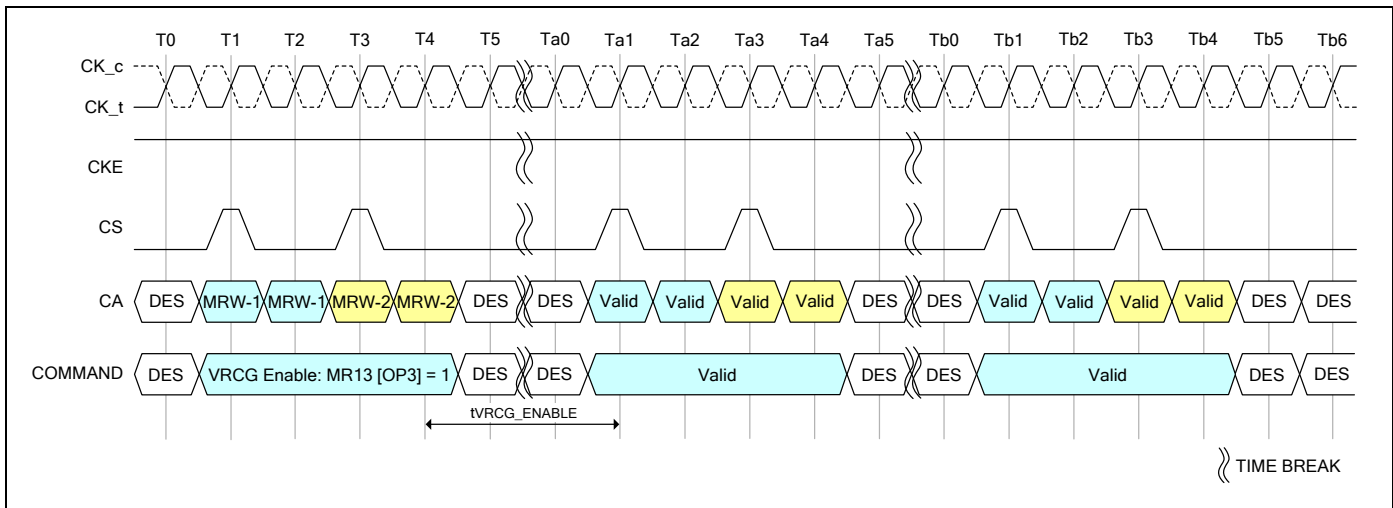 T0 T1 T2 T3 T4 T5 Ta0 Ta1 Ta2 Ta3 Ta4 Ta5 Tb0 Tb1 Tb2 Tb3 Tb4 Tb5 Tb6
CK_c
CK_t
CKE
CS
CA DES MRW-1 MRW-1 MRW-2 MRW-2 DES DES Valid Valid Valid Valid DES DES Valid Valid Valid Valid DES DES
COMMAND DES VRCG Enable: MR13 [OP3] = 1 DES DES Valid DES DES Valid DES DES
tVRCG_ENABLE
TIME BREAK